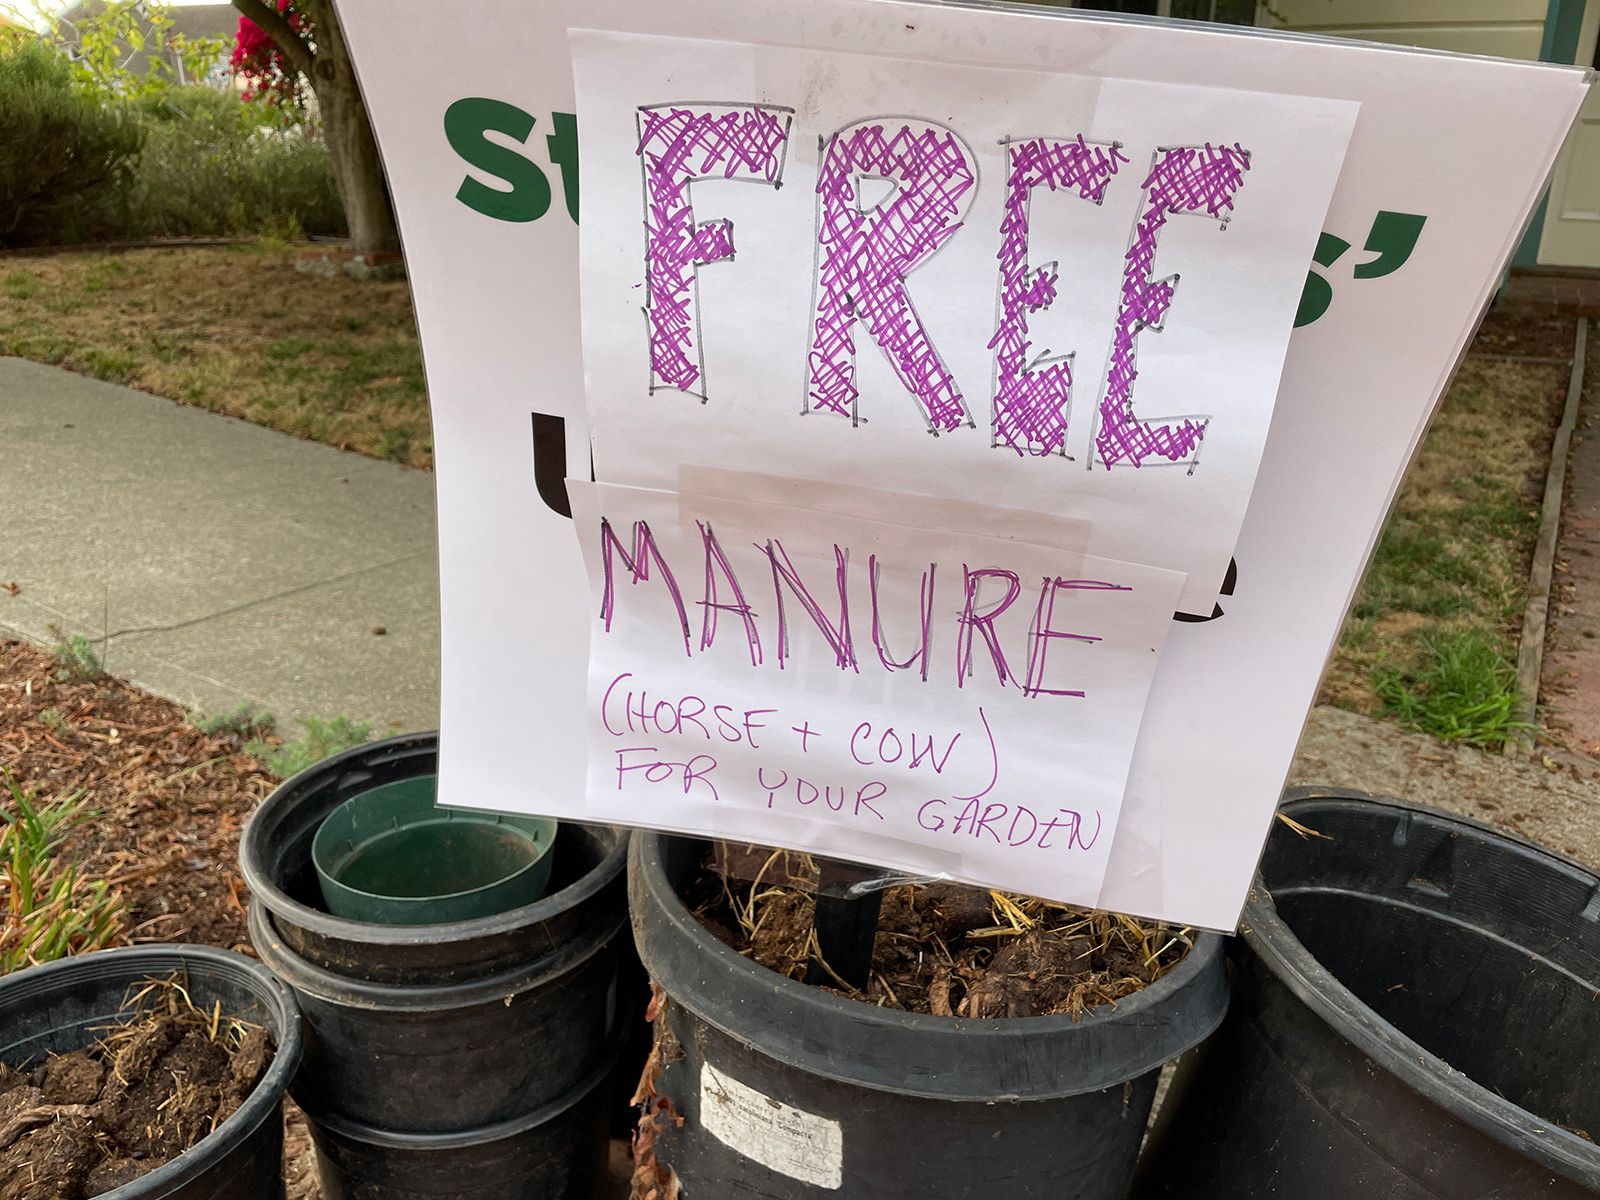 FREE
MANURE
(HORSE + COW)
FOR YOUR GARDEN